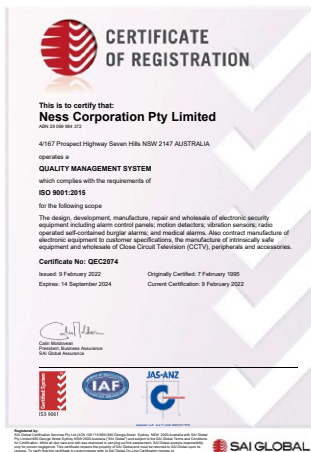 CERTIFICATE
OF REGISTRATION
This is to certify that:
Ness Corporation Pty Limited
ABN 28 069 984 372
4/167 Prospect Highway Seven Hills NSW 2147 AUSTRALIA
operates a
QUALITY MANAGEMENT SYSTEM
which complies with the requirements of
ISO 9001:2015
for the following scope
The design, development, manufacture, repair and wholesale of electronic security
equipment including alarm control panels; motion detectors; vibration sensors; radio
operated self-contained burglar alarms; and medical alarms. Also contract manufacture of
electronic equipment to customer specifications, the manufacture of intrinsically safe
equipment and wholesale of Close Circuit Television (CCTV), peripherals and accessories.
Certificate No: QEC2074
Issued: 9 February 2022 Originally Certified: 7 February 1995
Expires: 14 September 2024 Current Certification: 9 February 2022
Calin Moldovean
President, Business Assurance
SAI Global Assurance
Certified System
ISO 9001
IAF
JAS-ANZ
Registered by:
SAI GLOBAL